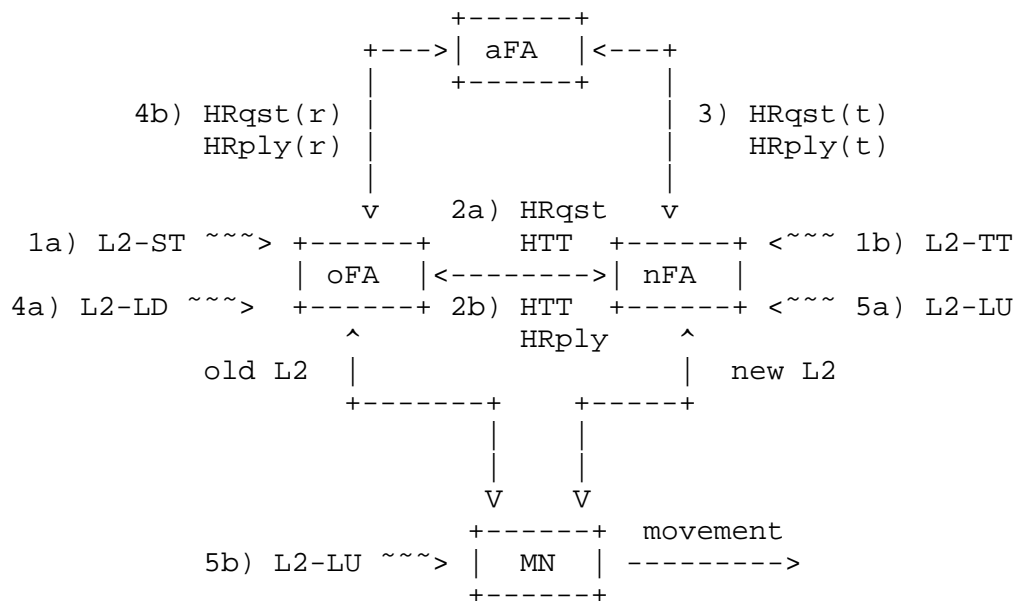 aFA
4b) HRqst(r) 3) HRqst(t)
HRply(r) HRply(t)
2a) HRqst
1a) L2-ST ~~~> HTT <~~~ 1b) L2-TT
oFA nFA
4a) L2-LD ~~~> 2b) HTT <~~~ 5a) L2-LU
HRply
old L2 new L2
movement
5b) L2-LU ~~~> MN